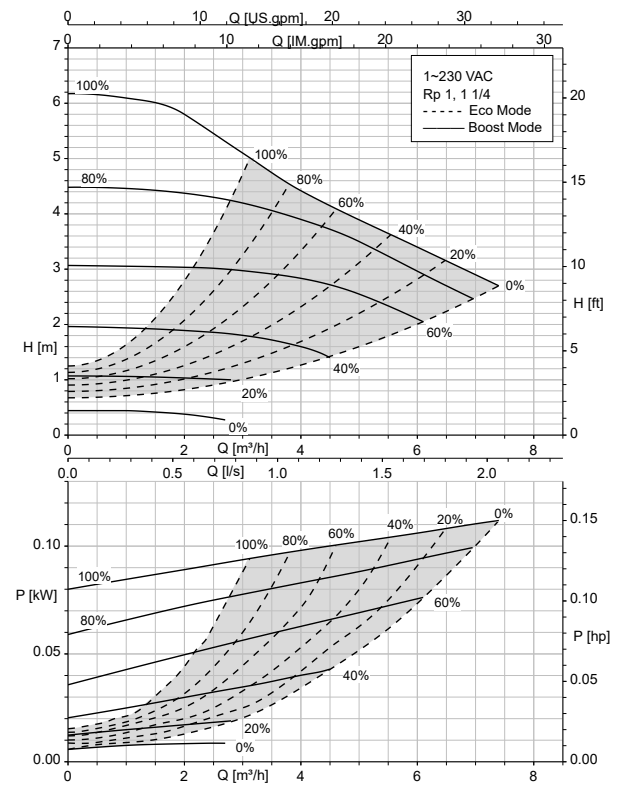 0 10 Q [US.gpm] 20 30
0 10 Q [IM.gpm] 20 30
7
1~230 VAC
Rp 1, 1 1/4
Eco Mode
Boost Mode
100%
6
20
5
100%
15
80%
80%
60%
4
40%
20%
3
10
0%
H [ft]
2
60%
H [m]
5
40%
1
20%
0%
0
0
0 2 4 6 8
Q [m³/h]
0.0 0.5 Q [l/s] 1.0 1.5 2.0
0%
20%
40%
60%
80%
100%
0.15
0.10
100%
P [kW]
0.10
60%
80%
P [hp]
0.05
40%
0.05
20%
0%
0.00
0.00
0 2 4 6 8
Q [m³/h]